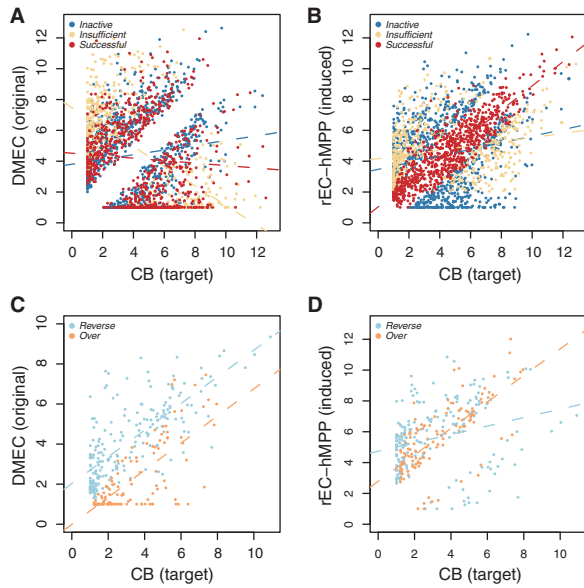 A
Inactive
Insufficient
Successful
DMEC (original)
0 2 4 6 8 10 12
0 2 4 6 8 10 12
CB (target)
B
Inactive
Insufficient
Successful
rEC−hMPP (induced)
0 2 4 6 8 10 12
0 2 4 6 8 10 12
CB (target)
C
Reverse
Over
DMEC (original)
0 2 4 6 8 10
0 2 4 6 8 10
CB (target)
D
Reverse
Over
rEC−hMPP (induced)
0 2 4 6 8 10 12
0 2 4 6 8 10
CB (target)